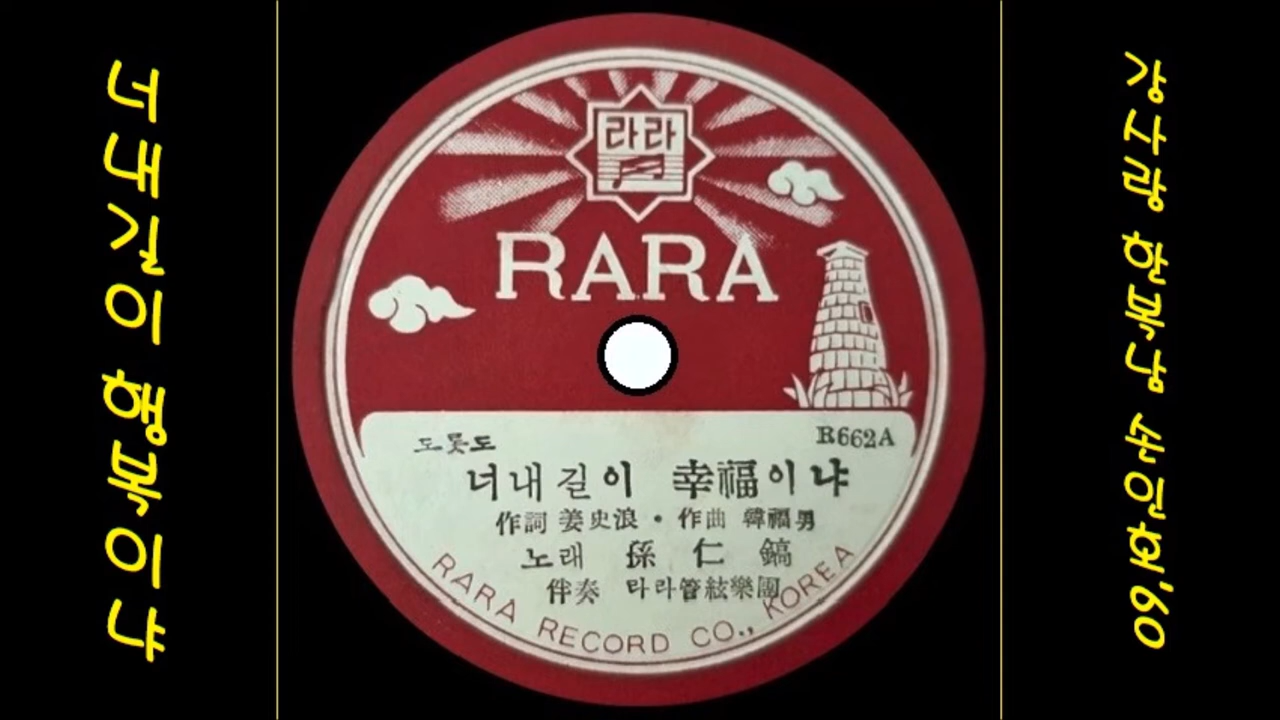 너내길이 행복이냐
라라
RARA
도롯도
R662A
너내길이 幸福이냐
作詞 姜史浪 • 作曲 韓福男
노래 孫仁鎬
伴奏 라라管絃樂團
RARA RECORD CO., KOREA
강사랑 한복남 손인호'60